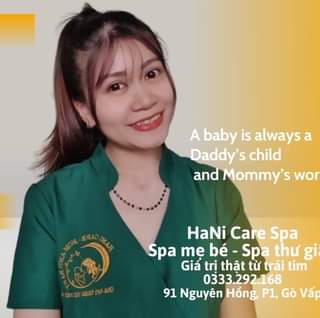 A baby is always a
Daddy's child
and Mommy's wor
HaNi Care Spa
Spa mẹ bé - Spa thư gi
Giá trị thật từ trái tim
0333.292.168
91 Nguyên Hồng, P1, Gò Vấp